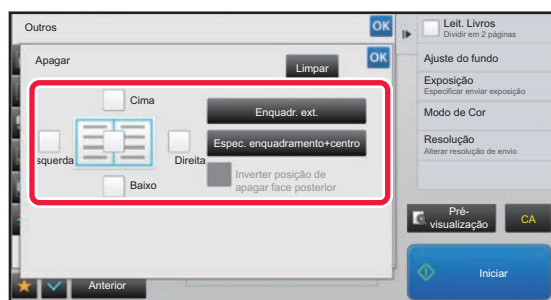 Outros
OK
Apagar
Limpar
OK
Cima
squerda
Direita
Baixo
Enquadr. ext.
Espec. enquadramento+centro
Inverter posição de
apagar face posterior
Anterior
Leit. Livros
Dividir em 2 páginas
Ajuste do fundo
Exposição
Especificar enviar exposição
Modo de Cor
Resolução
Alterar resolução de envio
Pré-
visualização
CA
Iniciar